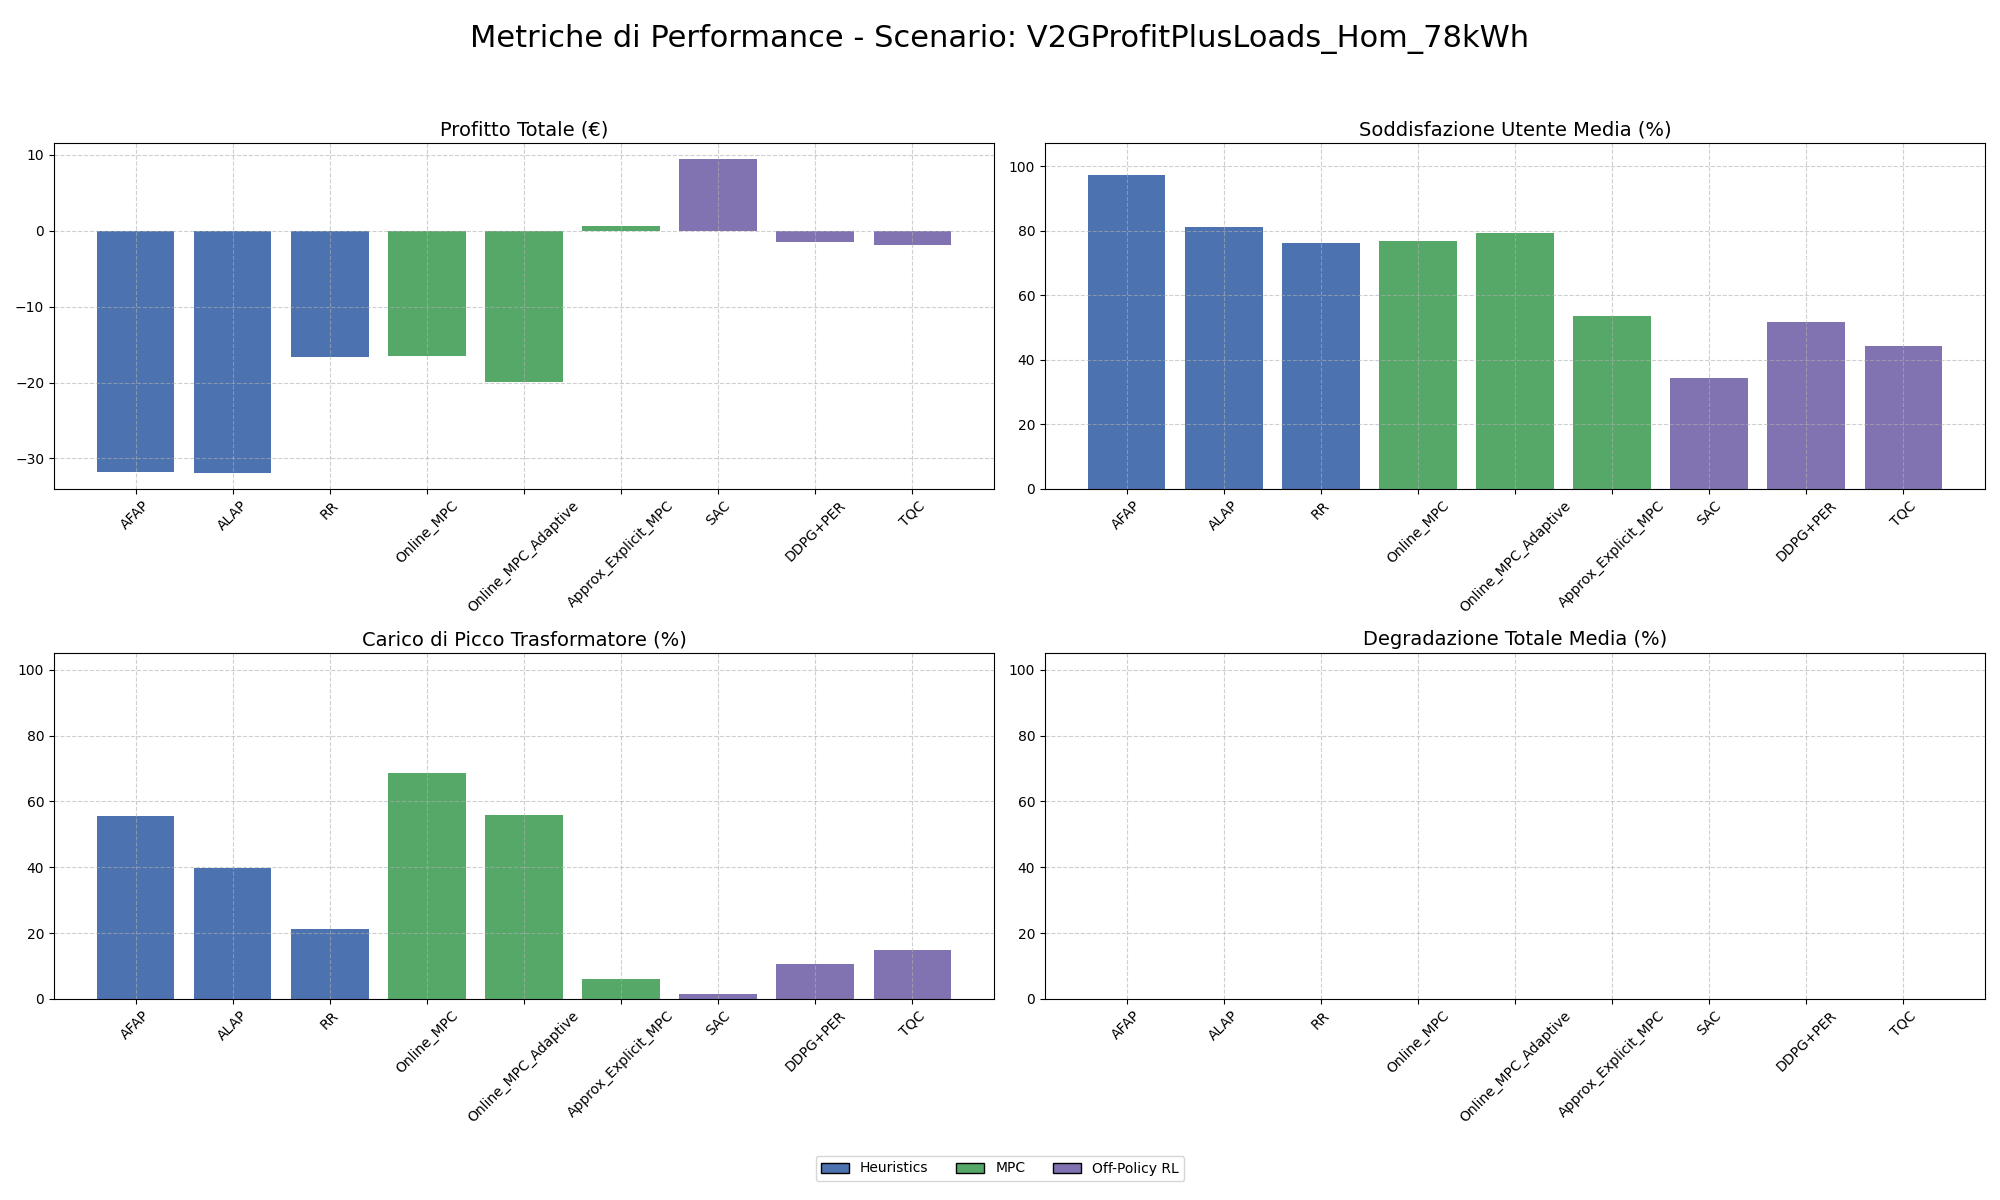 Metriche di Performance - Scenario: V2GProfitPlusLoads_Hom_78kWh
Profitto Totale (€)
10
0
−10
−20
−30
AFAP
ALAP
RR
Online_MPC
Online_MPC_Adaptive
Approx_Explicit_MPC
SAC
DDPG+PER
TQC
Soddisfazione Utente Media (%)
100
80
60
40
20
0
AFAP
ALAP
RR
Online_MPC
Online_MPC_Adaptive
Approx_Explicit_MPC
SAC
DDPG+PER
TQC
Carico di Picco Trasformatore (%)
100
80
60
40
20
0
AFAP
ALAP
RR
Online_MPC
Online_MPC_Adaptive
Approx_Explicit_MPC
SAC
DDPG+PER
TQC
Degradazione Totale Media (%)
100
80
60
40
20
0
AFAP
ALAP
RR
Online_MPC
Online_MPC_Adaptive
Approx_Explicit_MPC
SAC
DDPG+PER
TQC
Heuristics
MPC
Off-Policy RL